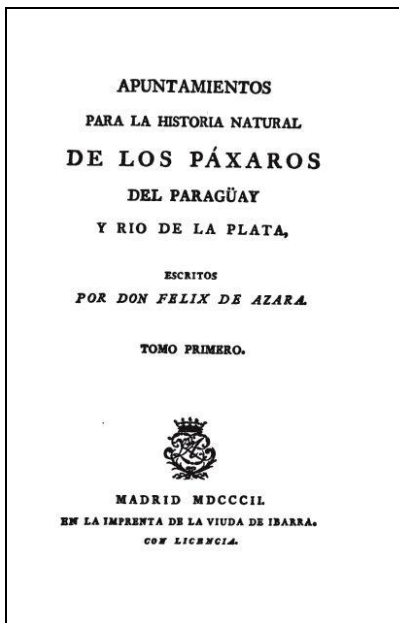 APUNTAMIENTOS
PARA LA HISTORIA NATURAL
DE LOS PÁXAROS
DEL PARAGÜAY
Y RIO DE LA PLATA,
ESCRITOS
POR DON FELIX DE AZARA.
TOMO PRIMERO.
MADRID MDCCCII.
EN LA IMPRENTA DE LA VIUDA DE IBARRA.
CON LICENCIA.